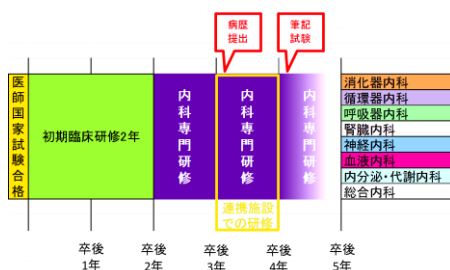 病歴
提出
筆記
試験
医師国家試験合格
初期臨床研修2年
内科専門研修
内科専門研修
内科専門研修
消化器内科
循環器内科
呼吸器内科
腎臓内科
神経内科
血液内科
内分泌・代謝内科
総合内科
連携施設
での研修
卒後
1年
卒後
2年
卒後
3年
卒後
4年
卒後
5年